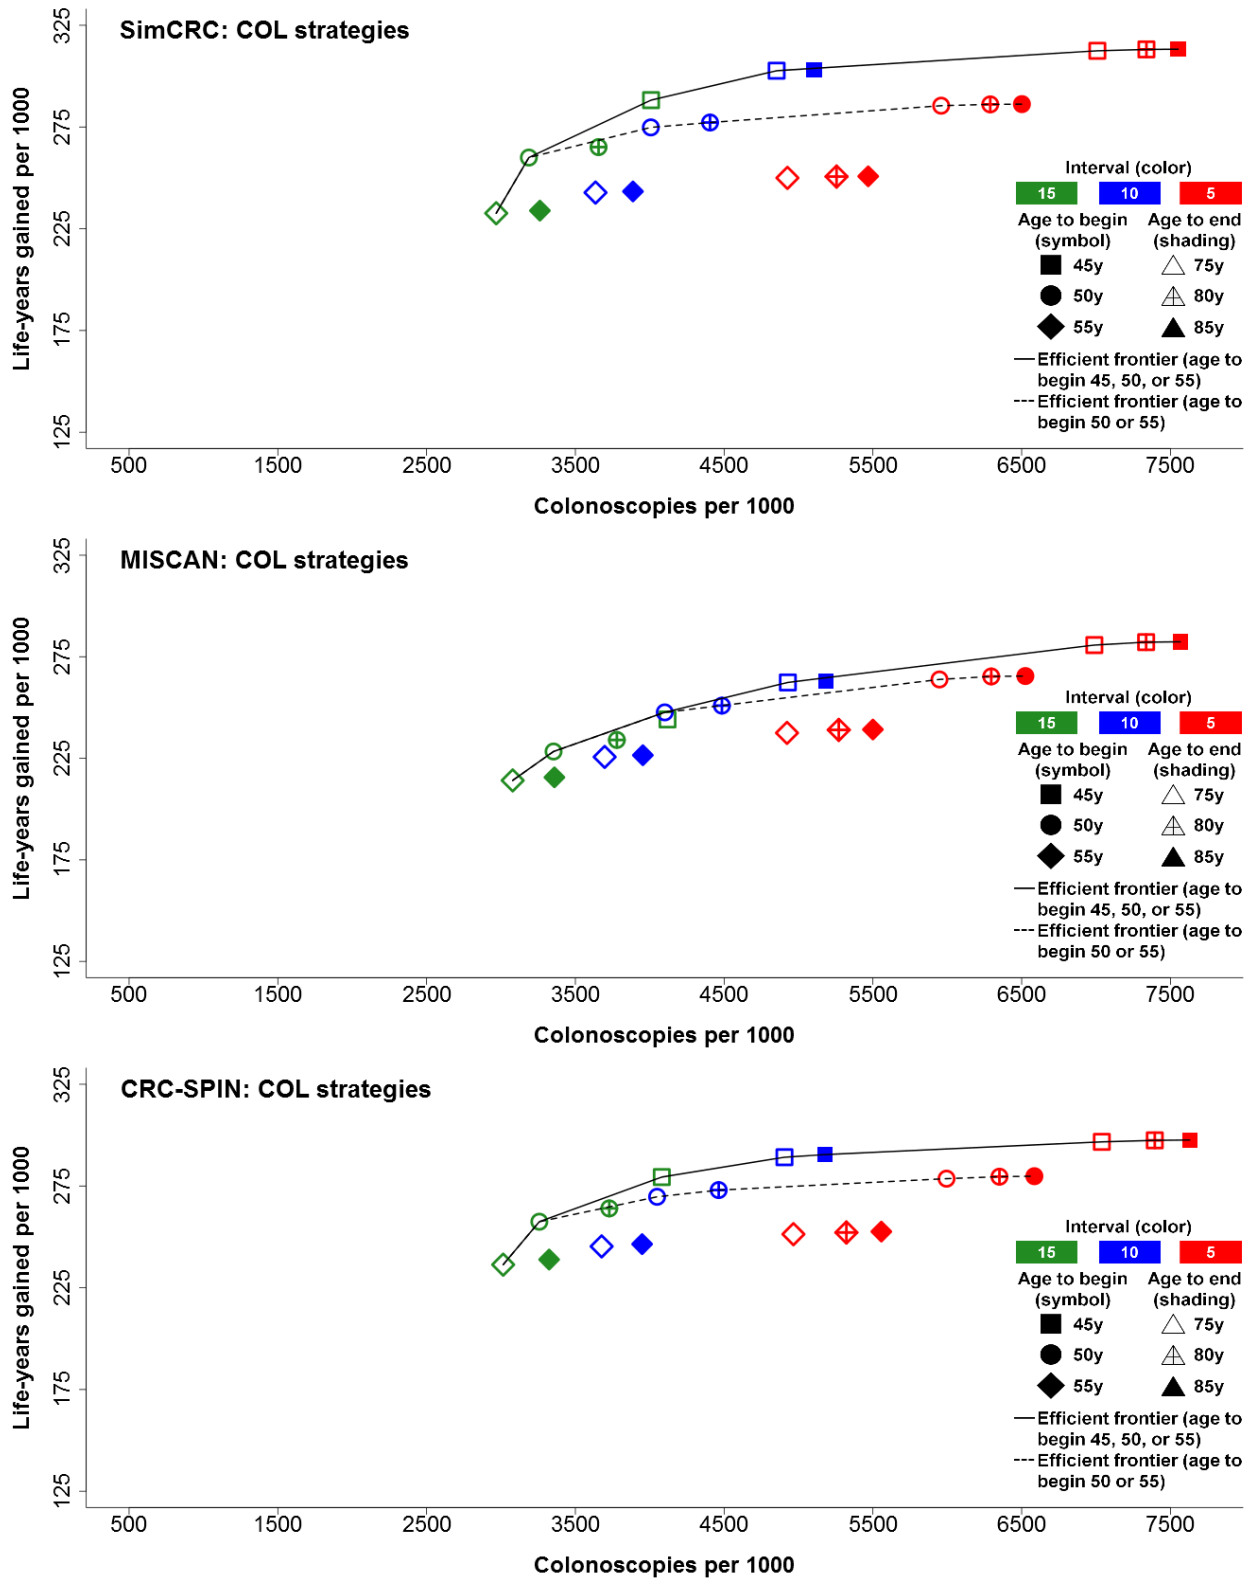 SimCRC: COL strategies
325
275
225
175
125
Life-years gained per 1000
Interval (color)
15 10 5
Age to begin Age to end
(symbol) (shading)
45y 75y
50y 80y
55y 85y
Efficient frontier (age to
begin 45, 50, or 55)
Efficient frontier (age to
begin 50 or 55)
500 1500 2500 3500 4500 5500 6500 7500
Colonoscopies per 1000
MISCAN: COL strategies
325
275
225
175
125
Life-years gained per 1000
Interval (color)
15 10 5
Age to begin Age to end
(symbol) (shading)
45y 75y
50y 80y
55y 85y
Efficient frontier (age to
begin 45, 50, or 55)
Efficient frontier (age to
begin 50 or 55)
500 1500 2500 3500 4500 5500 6500 7500
Colonoscopies per 1000
CRC-SPIN: COL strategies
325
275
225
175
125
Life-years gained per 1000
Interval (color)
15 10 5
Age to begin Age to end
(symbol) (shading)
45y 75y
50y 80y
55y 85y
Efficient frontier (age to
begin 45, 50, or 55)
Efficient frontier (age to
begin 50 or 55)
500 1500 2500 3500 4500 5500 6500 7500
Colonoscopies per 1000